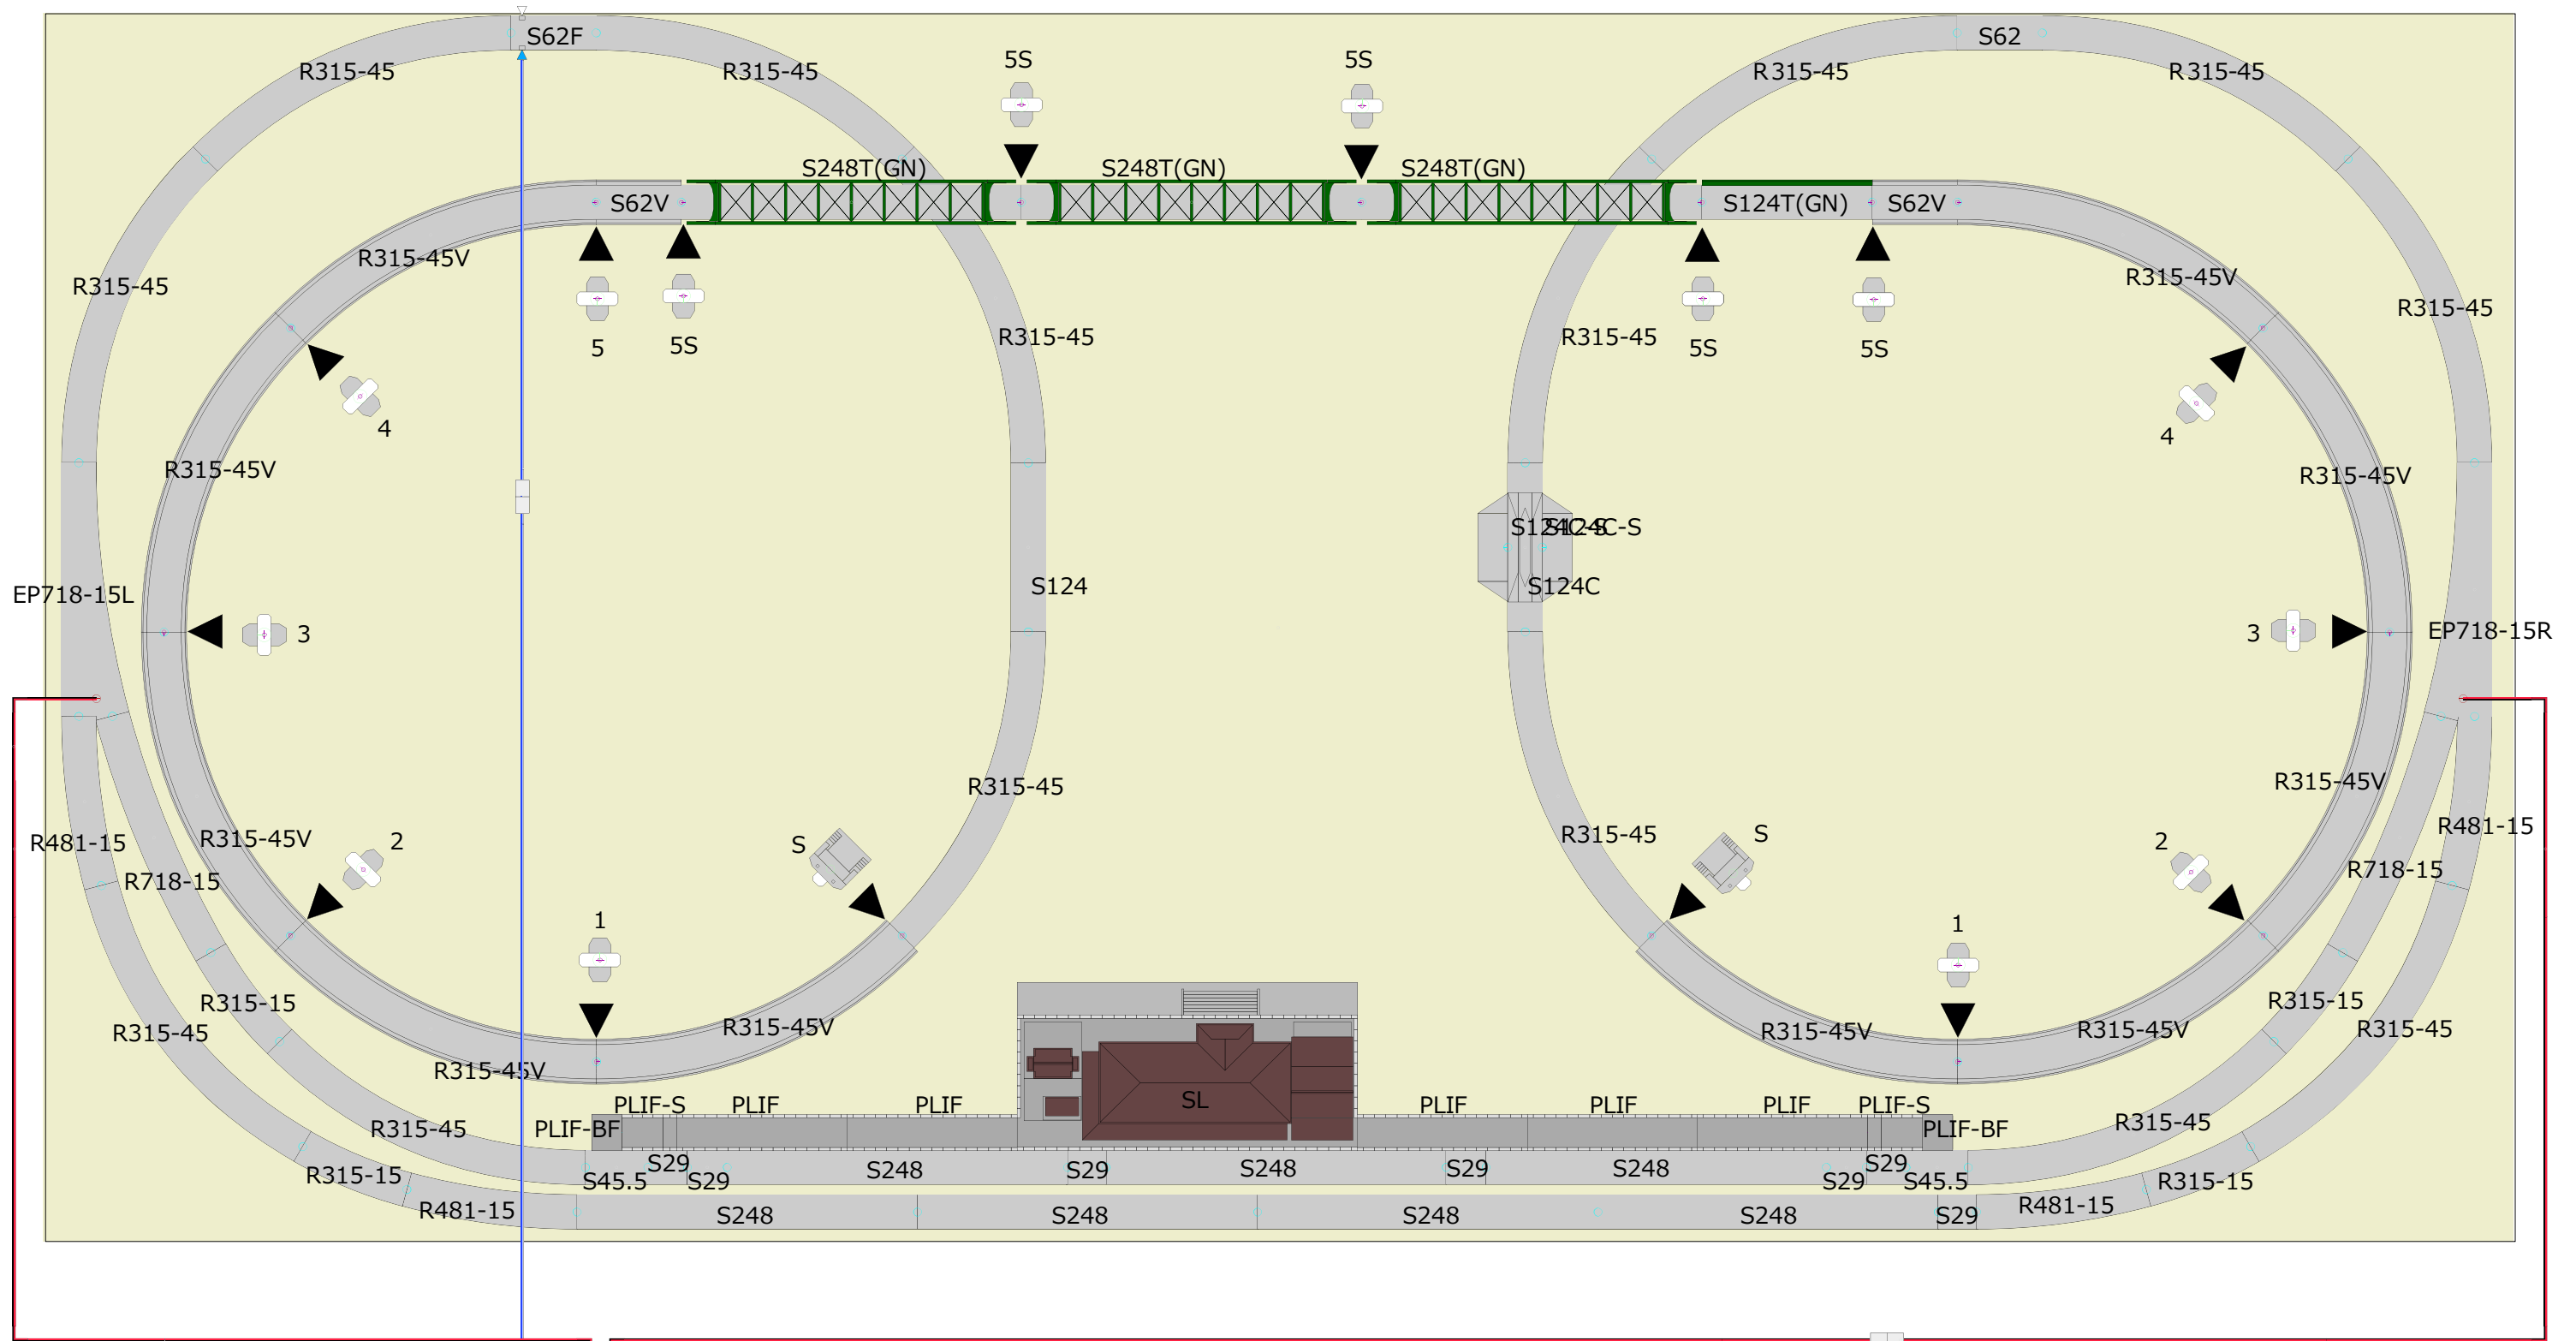 S62F
S62
R315-45
R315-45
R315-45
R315-45
5S
5S
S248T(GN)
S248T(GN)
S248T(GN)
S62V
S124T(GN)
S62V
R315-45V
R315-45V
R315-45
R315-45
R315-45
R315-45
5
5S
5S
5S
4
4
R315-45V
R315-45V
S124C-S
S124C-S
S124
S124C
EP718-15L
EP718-15R
3
3
R315-45
R315-45V
R481-15
R315-45V
2
S
R315-45
S
2
R481-15
R718-15
R718-15
1
1
R315-15
R315-15
R315-45
R315-45V
R315-45V
R315-45V
R315-45
R315-45V
PLIF-S
PLIF
PLIF
SL
PLIF
PLIF
PLIF
PLIF-S
R315-45
PLIF-BF
PLIF-BF
R315-45
S29
S248
S29
S248
S29
S248
S29
R315-15
S45.5
S29
S29
S45.5
R315-15
R481-15
S248
S248
S248
S248
S29
R481-15